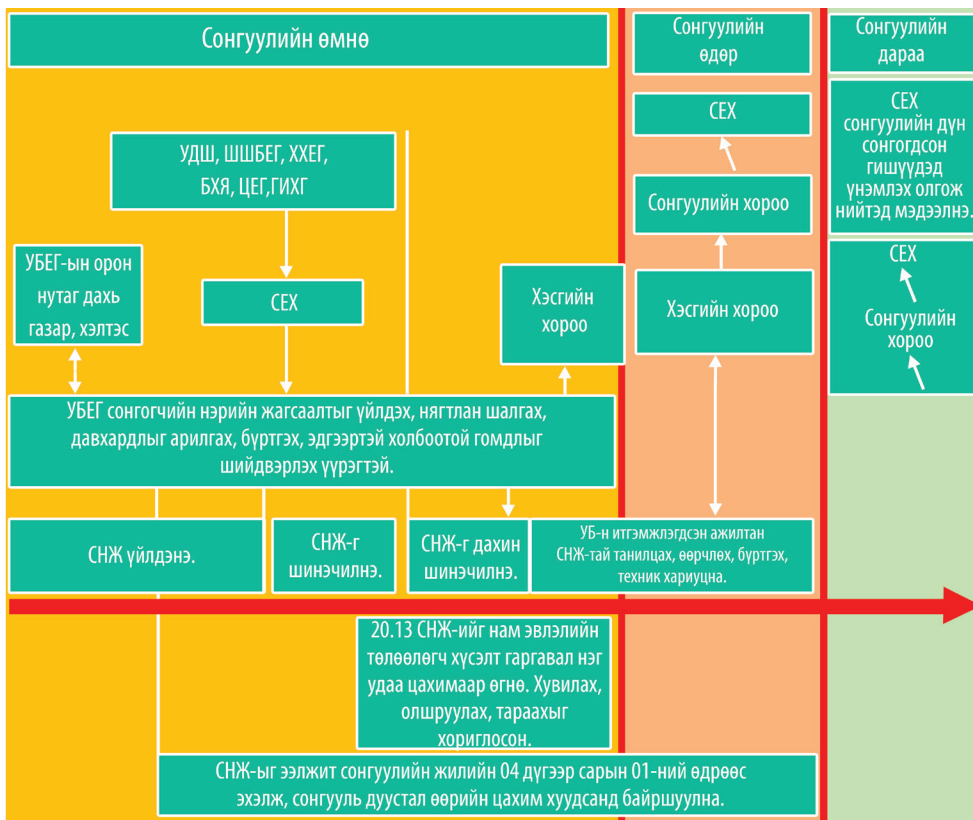 Сонгуулийн өмнө
Сонгуулийн
өдөр
Сонгуулийн
дараа
УДШ, ШШБЕГ, ХХЕГ,
БХЯ, ЦЕГ,ГИХГ
СЕХ
УБЕГ-ын орон
нутаг дахь
газар, хэлтэс
Хэсгийн
хороо
УБЕГ сонгогчийн нэрийн жагсаалтыг үйлдэх, нягтлан шалгах,
давхардлыг арилгах, бүртгэх, эдгээртэй холбоотой гомдлыг
шийдвэрлэх үүрэгтэй.
СНЖ үйлдэнэ.
СНЖ-г
шинэчилнэ.
СНЖ-г дахин
шинэчилнэ.
СЕХ
Сонгуулийн хороо
Хэсгийн хороо
УБ-н итгэмжлэгдсэн ажилтан
СНЖ-тай танилцах, өөрчлөх, бүртгэх,
техник хариуцна.
СЕХ
сонгуулийн дүн
сонгогдсон
гишүүдэд
үнэмлэх олгож
нийтэд мэдээлнэ.
СЕХ
Сонгуулийн
хороо
20.13 СНЖ-ийг нам эвлэлийн
төлөөлөгч хүсэлт гаргавал нэг
удаа цахимаар өгнө. Хувилах,
олшруулах, тараахыг
хориглосон.
СНЖ-ыг ээлжит сонгуулийн жилийн 04 дүгээр сарын 01-ний өдрөөс
эхэлж, сонгууль дуустал өөрийн цахим хуудсанд байршуулна.